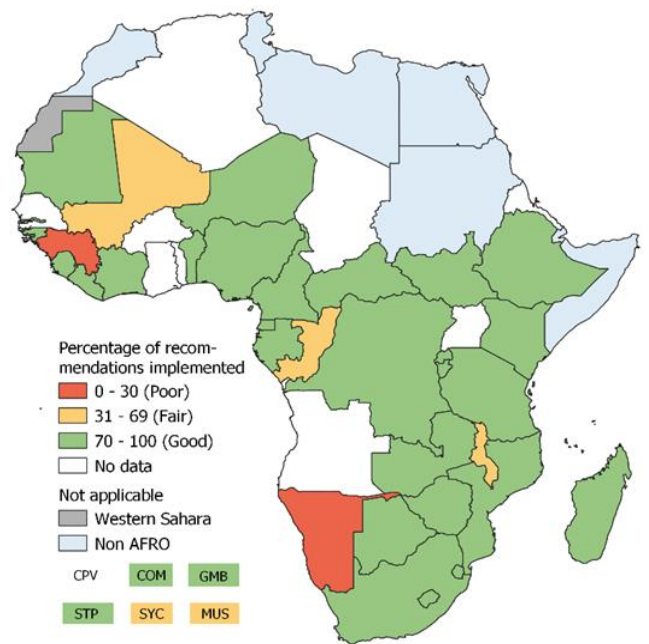 Percentage of recom-
mendations implemented
0 - 30 (Poor)
31 - 69 (Fair)
70 - 100 (Good)
No data
Not applicable
Western Sahara
Non AFRO
CPV COM GMB
STP SYC MUS